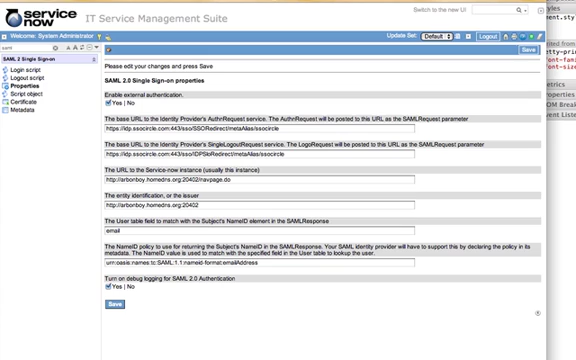 service now IT Service Management Suite
Switch to the new UI
Welcome: System Administrator
Update Set: Default
Logout
saml
Save
SAML 2 Single Sign-on
Login script
Logout script
Properties
Script object
Certificate
Metadata
Please edit your changes and press Save
SAML 2.0 Single Sign-on properties
Enable external authentication.
Yes | No
The base URL to the Identity Provider's AuthnRequest service. The AuthnRequest will be posted to this URL as the SAMLRequest parameter
https://idp.ssocircle.com:443/sso/SSORedirect/metaAlias/ssocircle
The base URL to the Identity Provider's SingleLogoutRequest service. The LogoRequest will be posted to this URL as the SAMLRequest parameter
https://idp.ssocircle.com:443/sso/IDPSloRedirect/metaAlias/ssocircle
The URL to the Service-now instance (usually this instance)
http://arbonboy.homedns.org:20402/navpage.do
The entity identification, or the issuer
http://arbonboy.homedns.org:20402
The User table field to match with the Subject's NameID element in the SAMLResponse
email
The NameID policy to use for returning the Subject's NameID in the SAMLResponse. Your SAML identity provider will have to support this by declaring the policy in its
metadata. The NameID value is used to match with the specified field in the User table to lookup the user.
urn:oasis:names:tc:SAML:1.1:nameid-format:emailAddress
Turn on debug logging for SAML 2.0 Authentication
Yes | No
Save